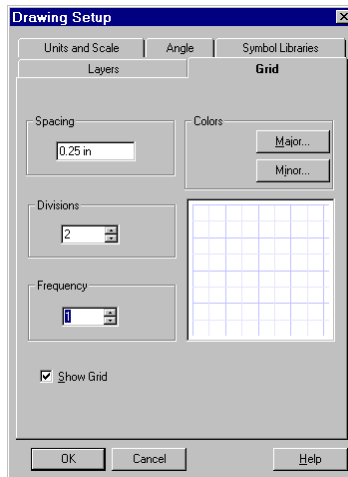 Drawing Setup
Units and Scale Angle Symbol Libraries
Layers Grid
Spacing
0.25 in
Colors
Major...
Minor...
Divisions
2
Frequency
1
Show Grid
OK Cancel Help